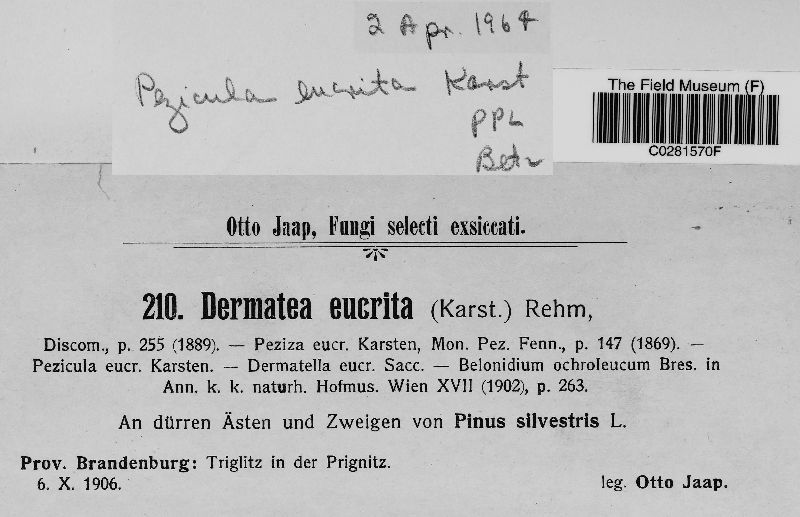 2 Apr. 1964
Pezicula eucrita Karst
PPL
Betr
The Field Museum (F)
C0281570F
Otto Jaap, Fungi selecti exsiccati.
210. Dermatea eucrita (Karst.) Rehm,
Discom., p. 255 (1889). — Peziza eucr. Karsten, Mon. Pez. Fenn., p. 147 (1869). —
Pezicula eucr. Karsten. — Dermatella eucr. Sacc. — Belonidium ochroleucum Bres. in
Ann. k. k. naturh. Hofmus. Wien XVII (1902), p. 263.
An dürren Ästen und Zweigen von Pinus silvestris L.
Prov. Brandenburg: Triglitz in der Prignitz.
6. X. 1906.
leg. Otto Jaap.